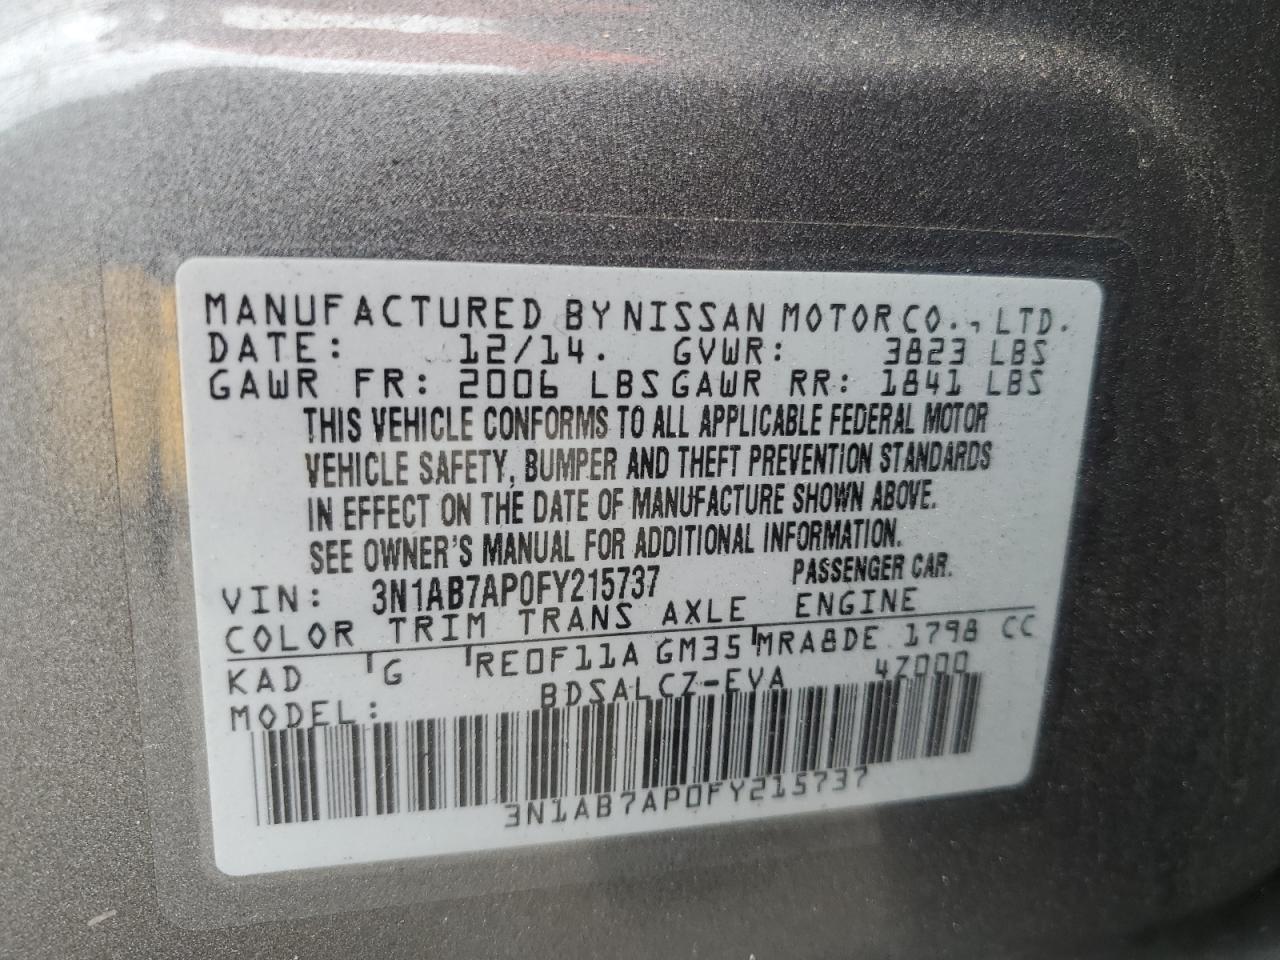 MANUFACTURED BY NISSAN MOTOR CO., LTD.
DATE: 12/14. GVWR: 3823 LBS
GAWR FR: 2006 LBS GAWR RR: 1841 LBS
THIS VEHICLE CONFORMS TO ALL APPLICABLE FEDERAL MOTOR
VEHICLE SAFETY, BUMPER AND THEFT PREVENTION STANDARDS
IN EFFECT ON THE DATE OF MANUFACTURE SHOWN ABOVE.
SEE OWNER'S MANUAL FOR ADDITIONAL INFORMATION.
VIN: 3N1AB7AP0FY215737 PASSENGER CAR.
COLOR TRIM TRANS AXLE ENGINE
KAD G RE0F11A GM35 MRA8DE 1798 CC
MODEL: BDSALCZ-EVA 4Z000
3N1AB7AP0FY215737